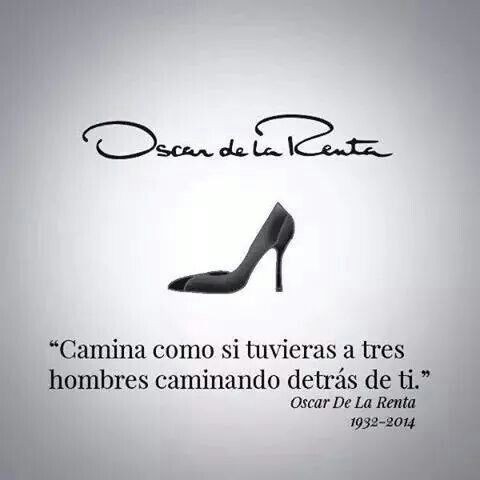 Oscar de la Renta
“Camina como si tuvieras a tres
hombres caminando detrás de ti.”
Oscar De La Renta
1932-2014